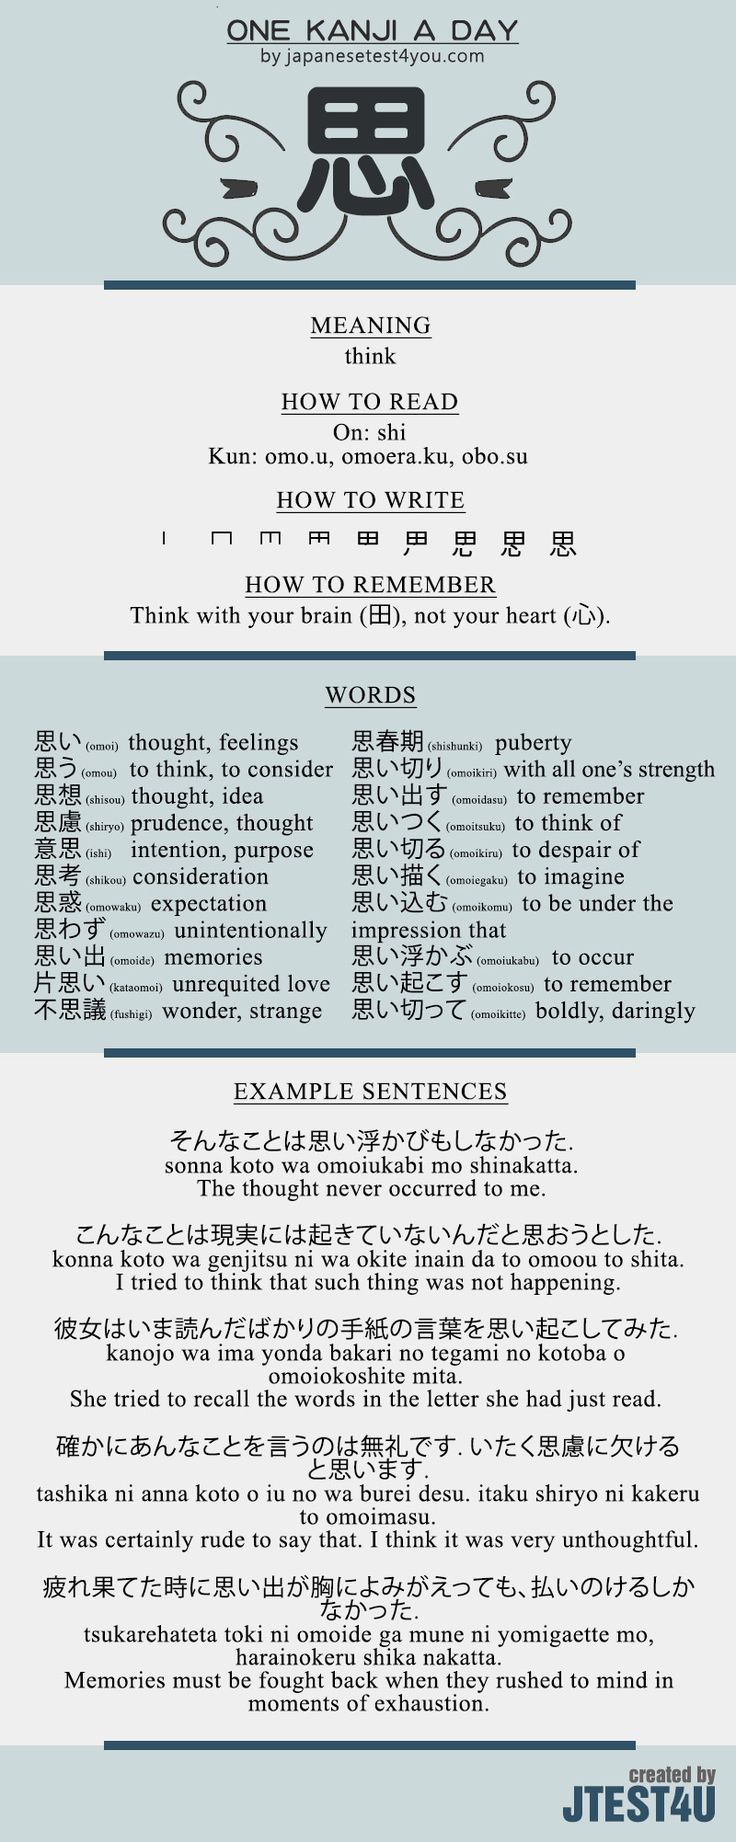 ONE KANJI A DAY
by japanesetest4you.com
思
MEANING
think
HOW TO READ
On: shi
Kun: omo.u, omoera.ku, obo.su
HOW TO WRITE
思
HOW TO REMEMBER
Think with your brain (田), not your heart (心).
WORDS
思い (omoi) thought, feelings
思う (omou) to think, to consider
思想 (shisou) thought, idea
思慮 (shiryo) prudence, thought
意思 (ishi) intention, purpose
思考 (shikou) consideration
思惑 (omowaku) expectation
思わず (omowazu) unintentionally
思い出 (omoide) memories
片思い (kataomoi) unrequited love
不思議 (fushigi) wonder, strange
思春期 (shishunki) puberty
思い切り (omoikiri) with all one's strength
思い出す (omoidasu) to remember
思いつく (omoitsuku) to think of
思い切る (omoikiru) to despair of
思い描く (omoiegaku) to imagine
思い込む (omoikomu) to be under the
impression that
思い浮かぶ (omoiukabu) to occur
思い起こす (omoiokosu) to remember
思い切って (omoikitte) boldly, daringly
EXAMPLE SENTENCES
そんなことは思い浮かびもしなかった.
sonna koto wa omoiukabi mo shinakatta.
The thought never occurred to me.
こんなことは現実には起きていないんだと思おうとした.
konna koto wa genjitsu ni wa okite inain da to omoou to shita.
I tried to think that such thing was not happening.
彼女はいま読んだばかりの手紙の言葉を思い起こしてみた.
kanojo wa ima yonda bakari no tegami no kotoba o
omoiokoshite mita.
She tried to recall the words in the letter she had just read.
確かにあんなことを言うのは無礼です. いたく思慮に欠ける
と思います.
tashika ni anna koto o iu no wa burei desu. itaku shiryo ni kakeru
to omoimasu.
It was certainly rude to say that. I think it was very unthoughtful.
疲れ果てた時に思い出が胸によみがえっても、払いのけるしか
なかった.
tsukarehateta toki ni omoide ga mune ni yomigaette mo,
harainokeru shika nakatta.
Memories must be fought back when they rushed to mind in
moments of exhaustion.
created by
JTEST4U